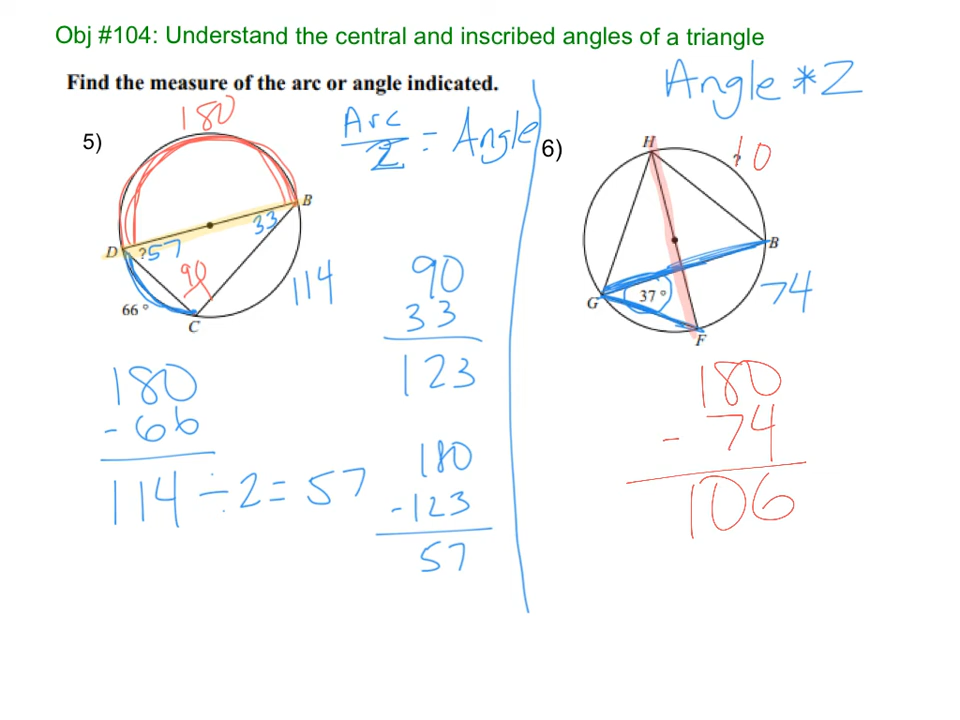 Obj #104: Understand the central and inscribed angles of a triangle
Find the measure of the arc or angle indicated.
Angle * 2
5)
180
Arc
2
= Angle
6)
H
?
10
B
33
D
?
57
90
66°
C
114
90
33
123
B
37°
G
74
F
180
- 66
114 ÷ 2 = 57
180
- 123
57
180
- 74
106